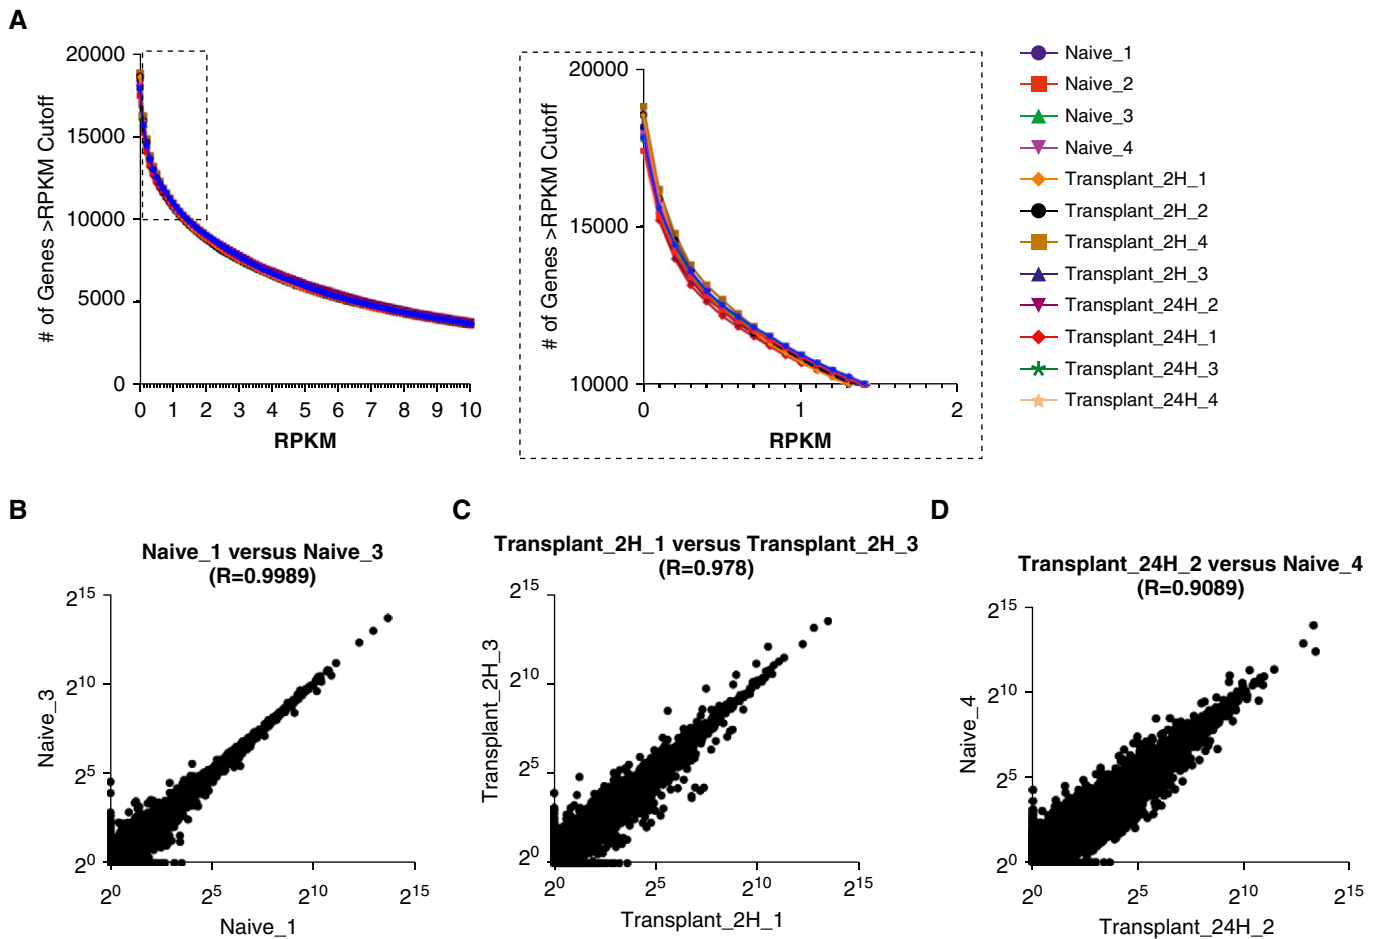 A
# of Genes >RPKM Cutoff
20000
15000
10000
5000
0
0 1 2 3 4 5 6 7 8 9 10
RPKM
# of Genes >RPKM Cutoff
20000
15000
10000
0 1 2
RPKM
Naive_1
Naive_2
Naive_3
Naive_4
Transplant_2H_1
Transplant_2H_2
Transplant_2H_4
Transplant_2H_3
Transplant_24H_2
Transplant_24H_1
Transplant_24H_3
Transplant_24H_4
B
Naive_1 versus Naive_3
(R=0.9989)
Naive_3
2^15
2^10
2^5
2^0
2^0 2^5 2^10 2^15
Naive_1
C
Transplant_2H_1 versus Transplant_2H_3
(R=0.978)
Transplant_2H_3
2^15
2^10
2^5
2^0
2^0 2^5 2^10 2^15
Transplant_2H_1
D
Transplant_24H_2 versus Naive_4
(R=0.9089)
Naive_4
2^15
2^10
2^5
2^0
2^0 2^5 2^10 2^15
Transplant_24H_2